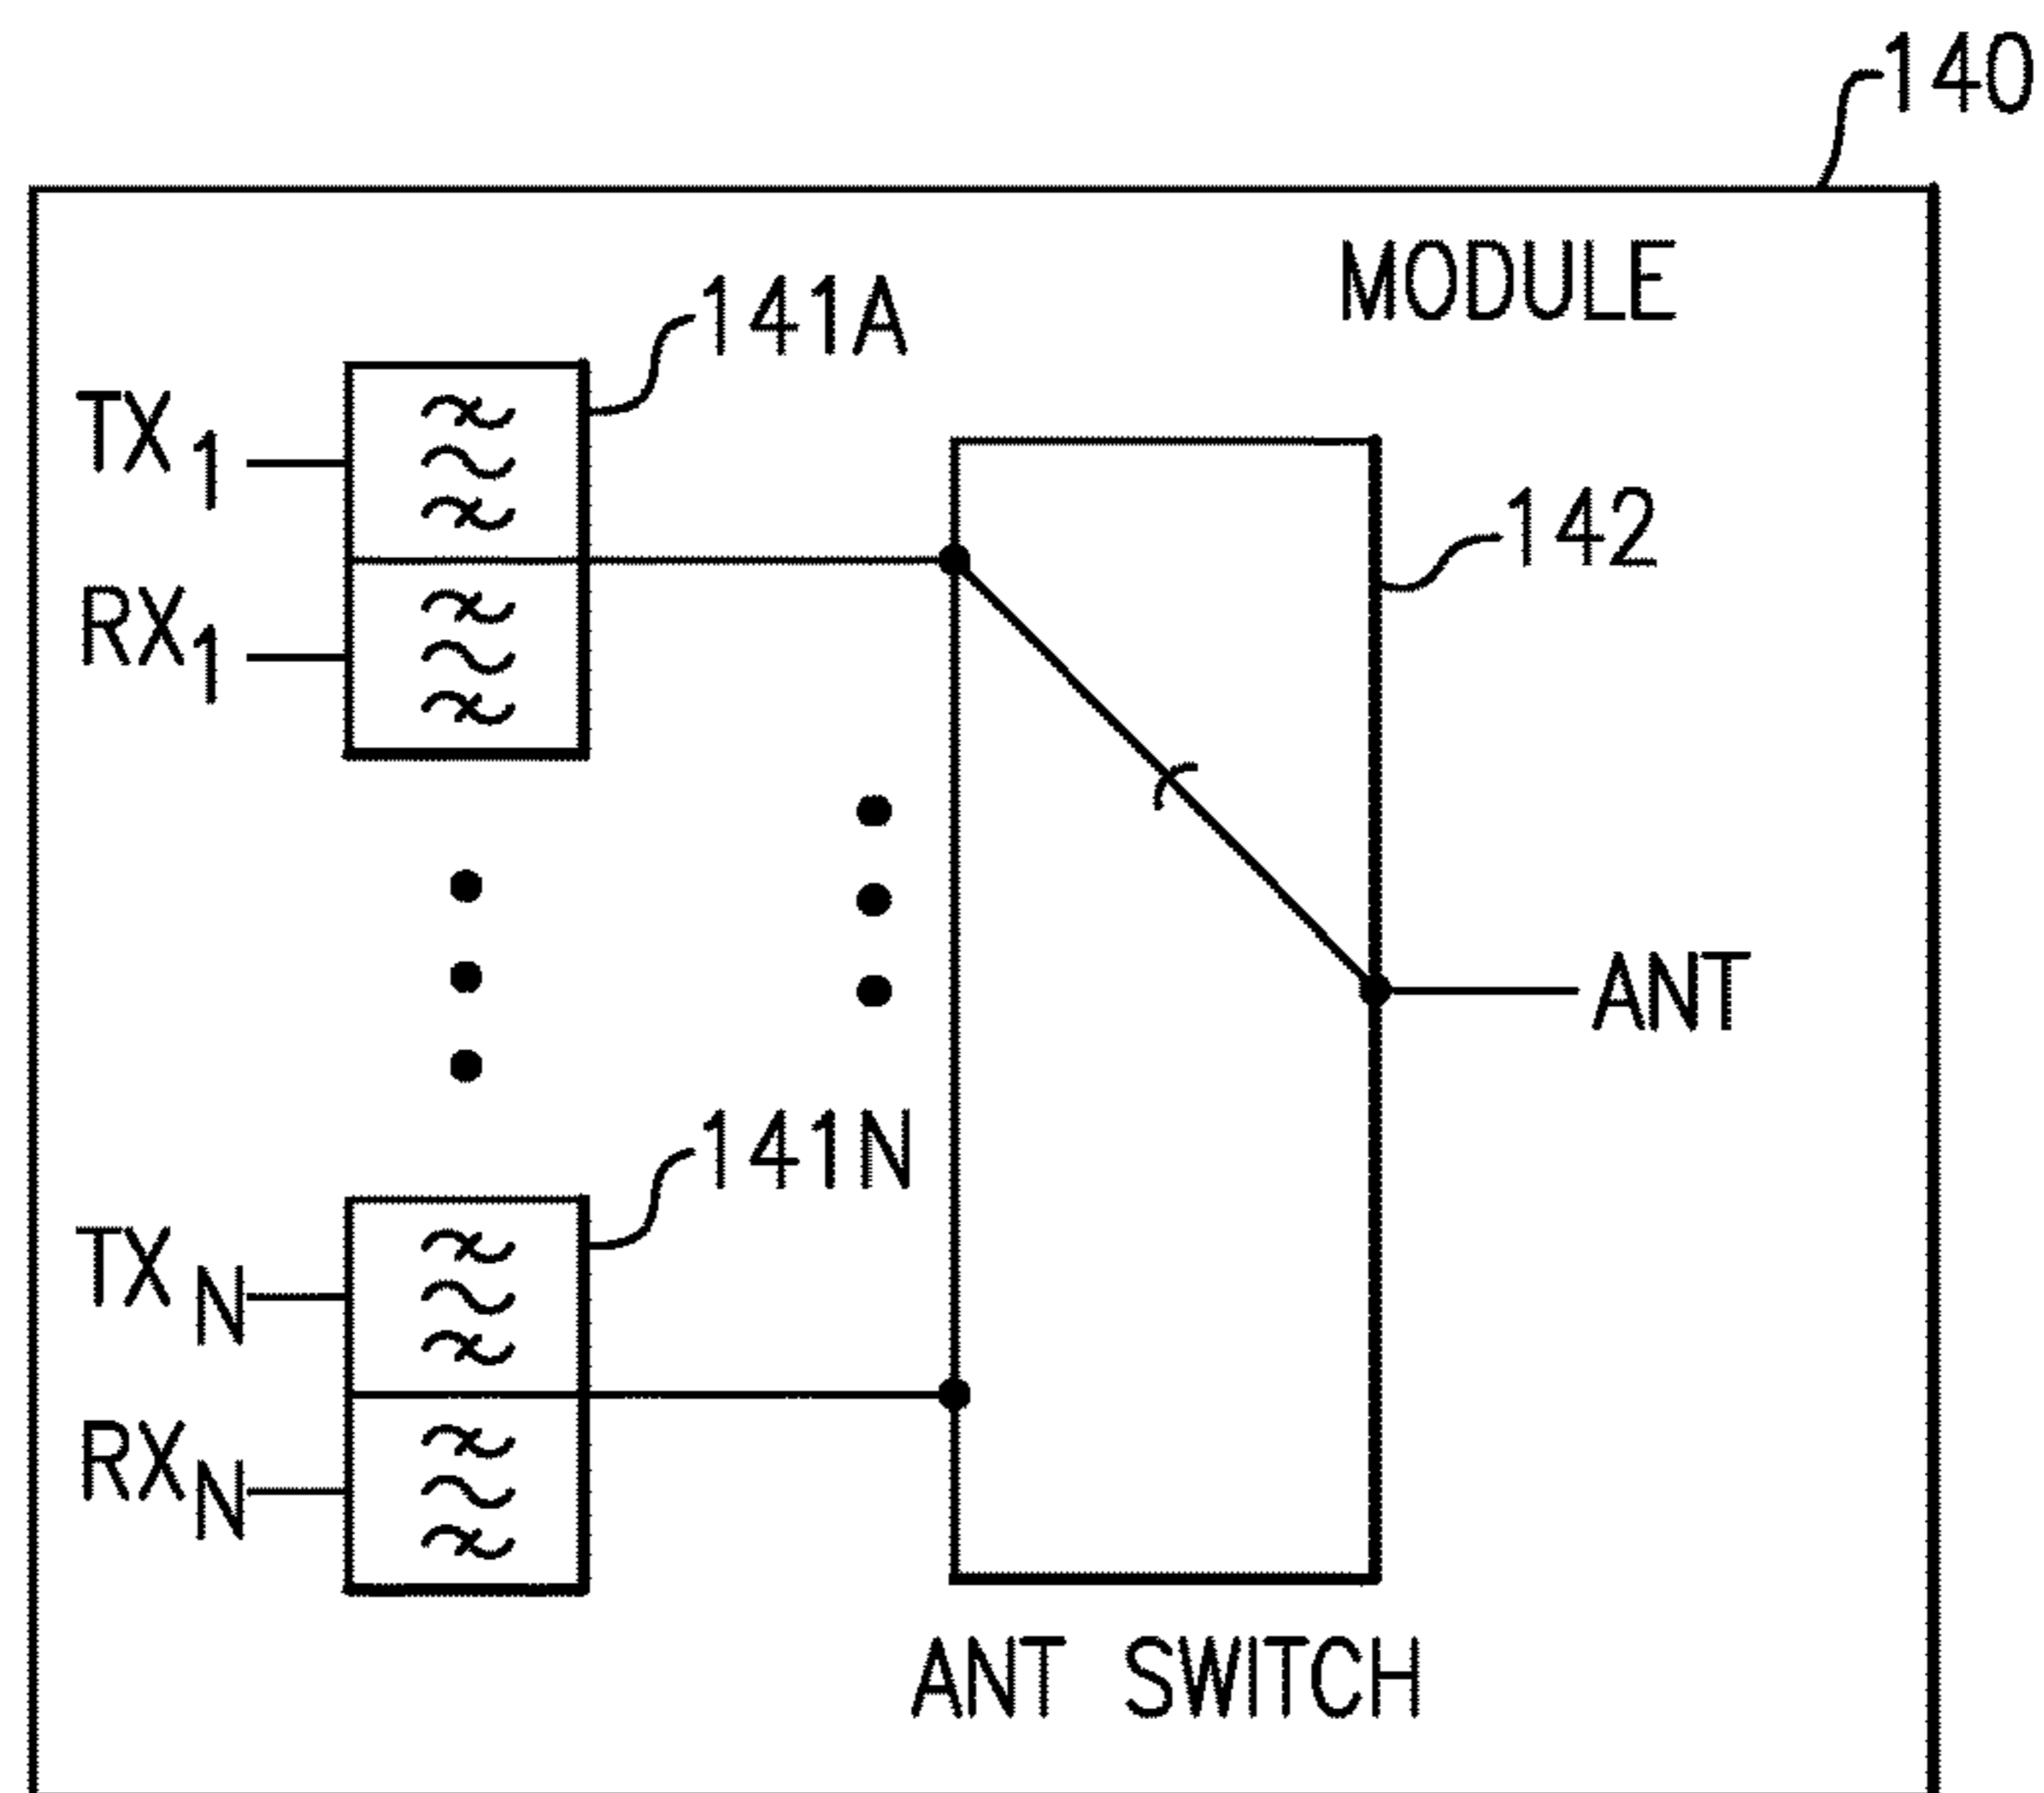 140
MODULE
141A
TX1
RX1
142
ANT
141N
TXN
RXN
ANT SWITCH